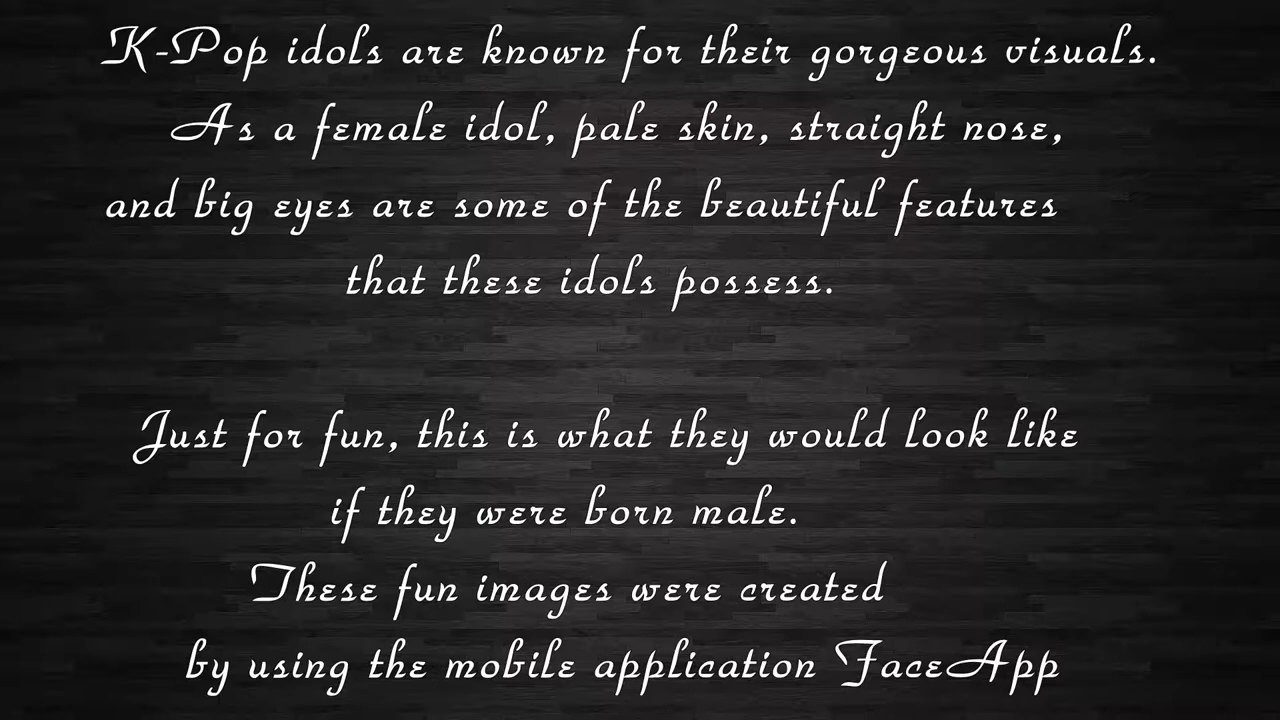 K-Pop idols are known for their gorgeous visuals.
As a female idol, pale skin, straight nose,
and big eyes are some of the beautiful features
that these idols possess.
Just for fun, this is what they would look like
if they were born male.
These fun images were created
by using the mobile application FaceApp